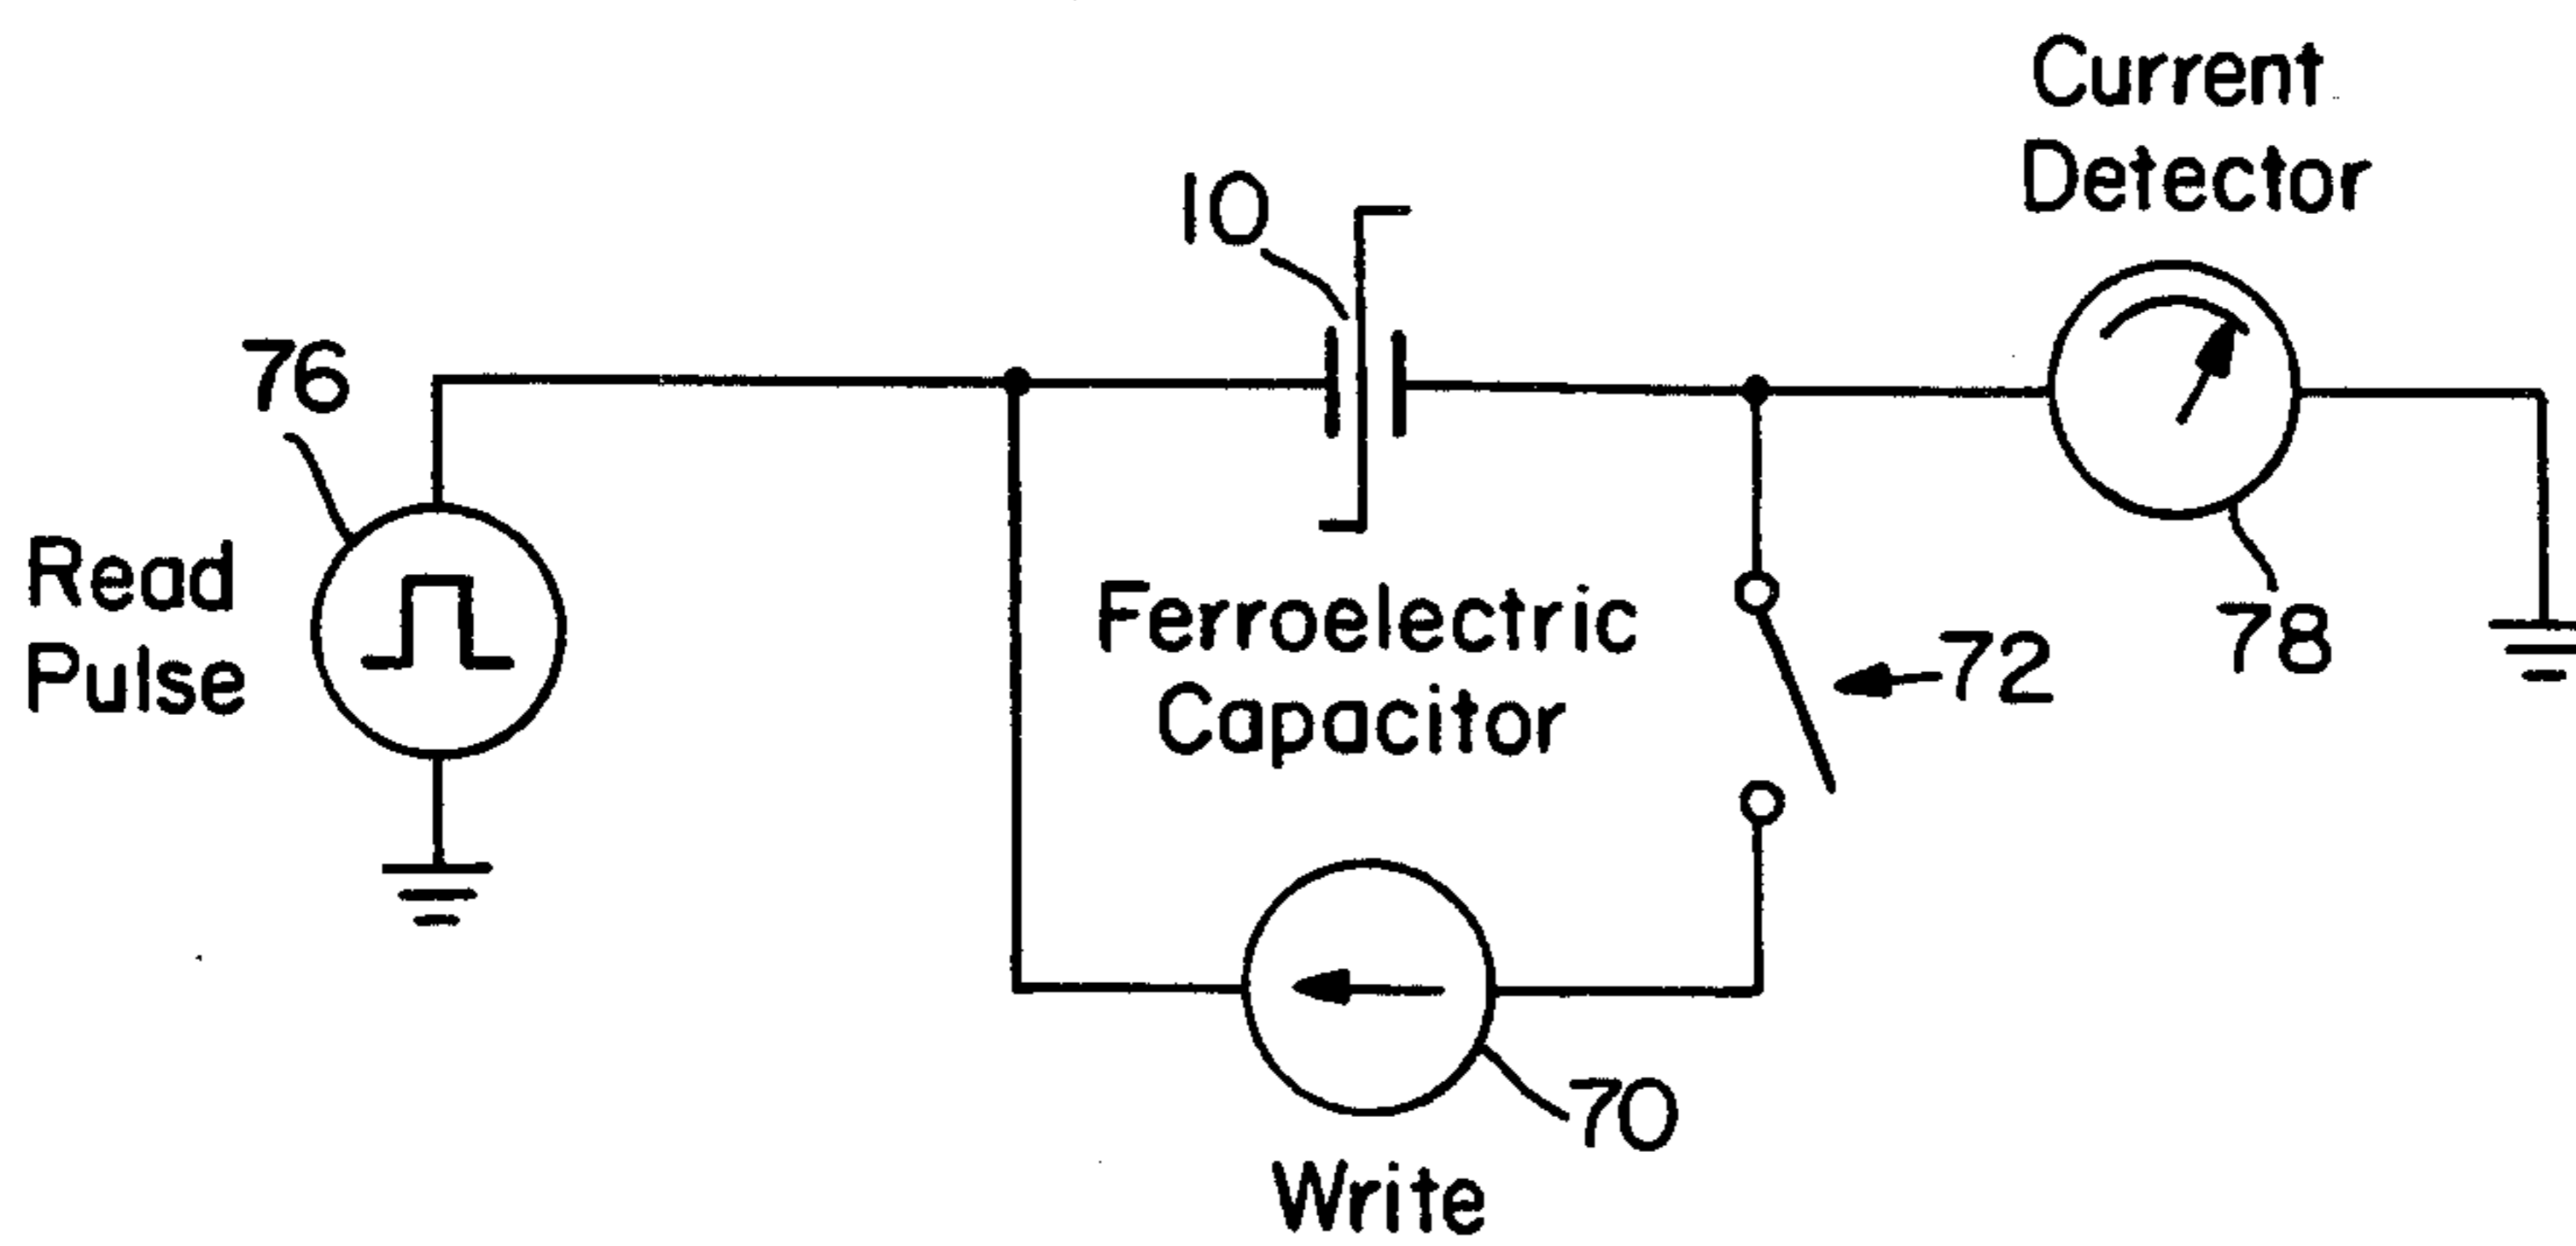 Current
Detector
10
76
Read
Pulse
Ferroelectric
Capacitor
72
78
70
Write